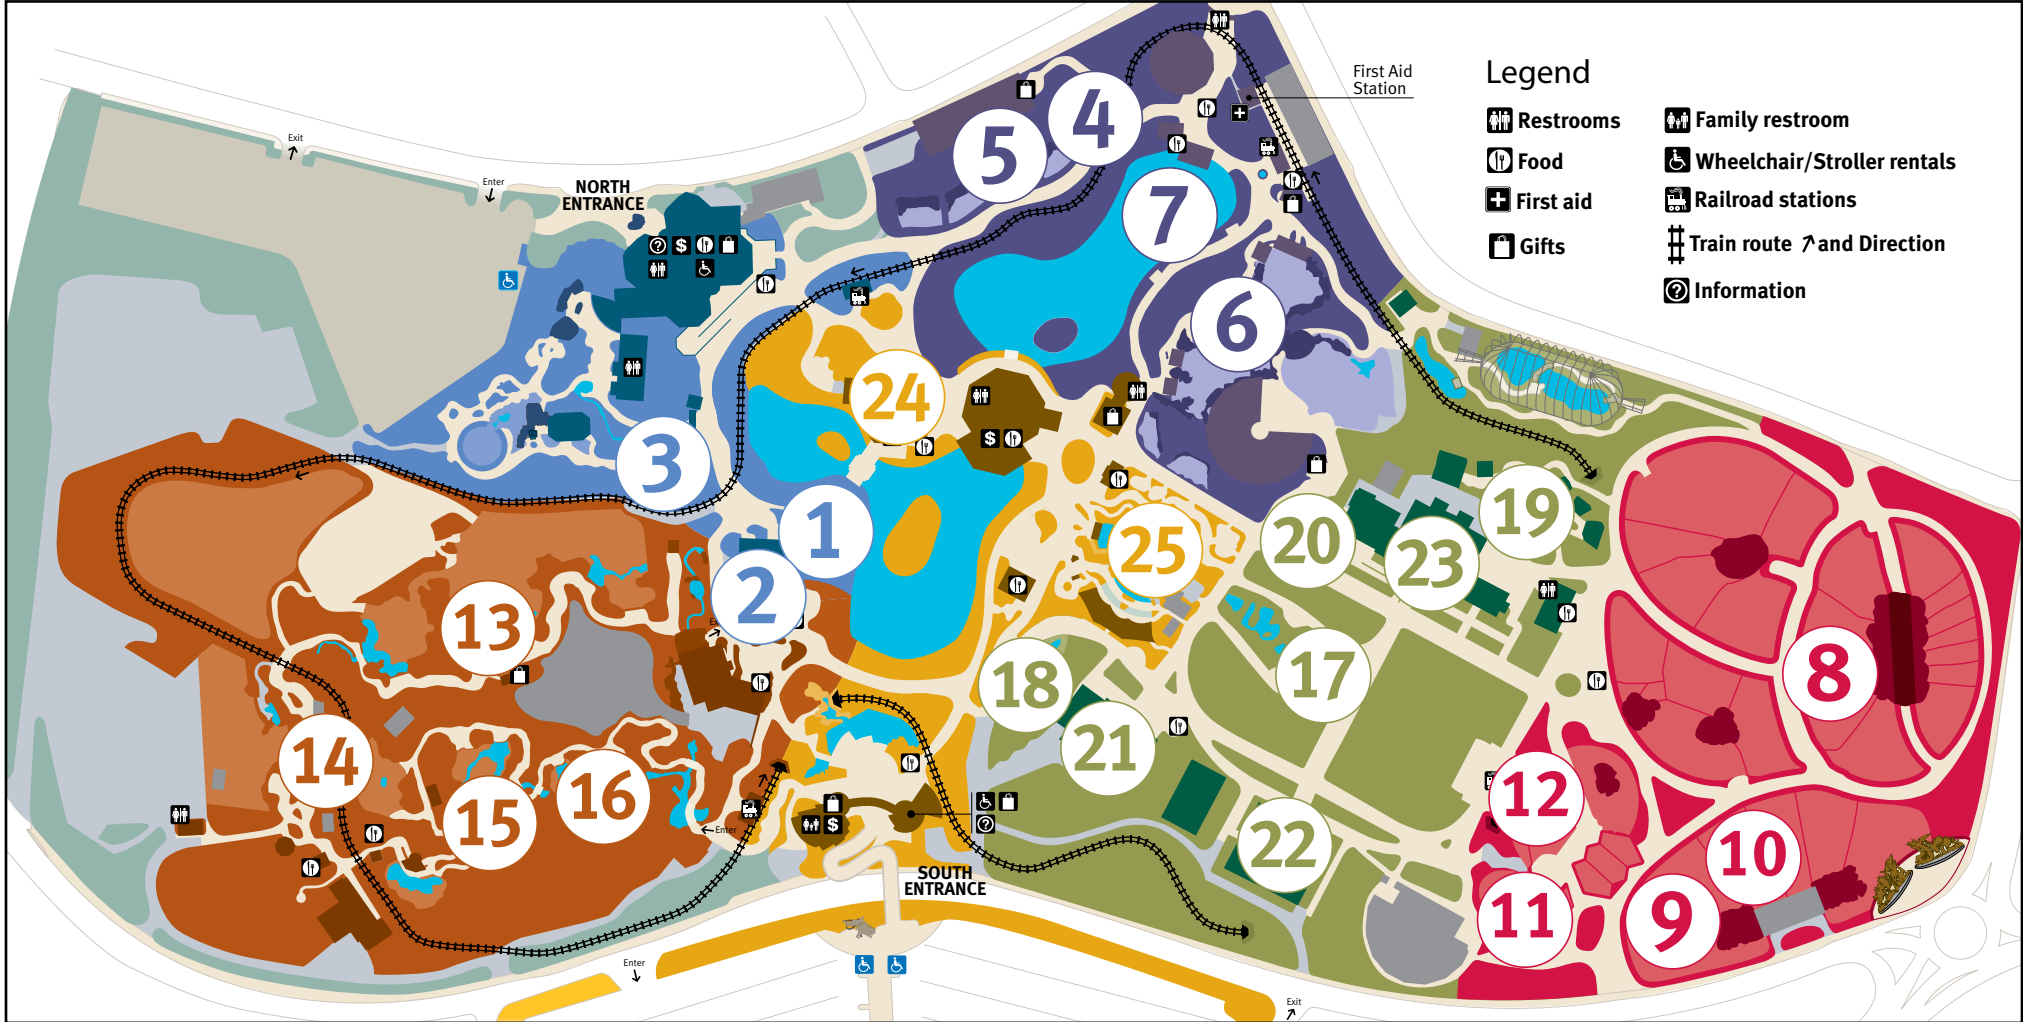 First Aid
Station
Legend
Restrooms
Family restroom
Food
Wheelchair/Stroller rentals
First aid
Railroad stations
Gifts
Train route
and Direction
Information
Exit
Enter
NORTH
ENTRANCE
4
5
7
6
24
3
1
2
25
20
23
19
13
18
17
8
21
14
15
16
12
22
10
9
11
Enter
SOUTH
ENTRANCE
Enter
Exit
$
$
$
?
?
?